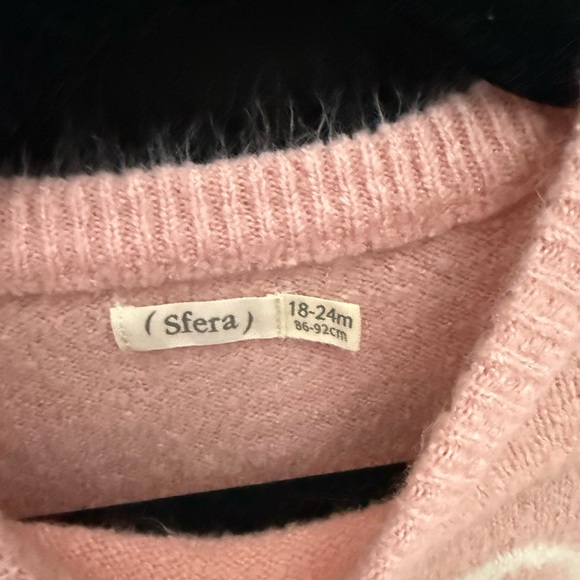 ( Sfera )
18-24m
86-92cm